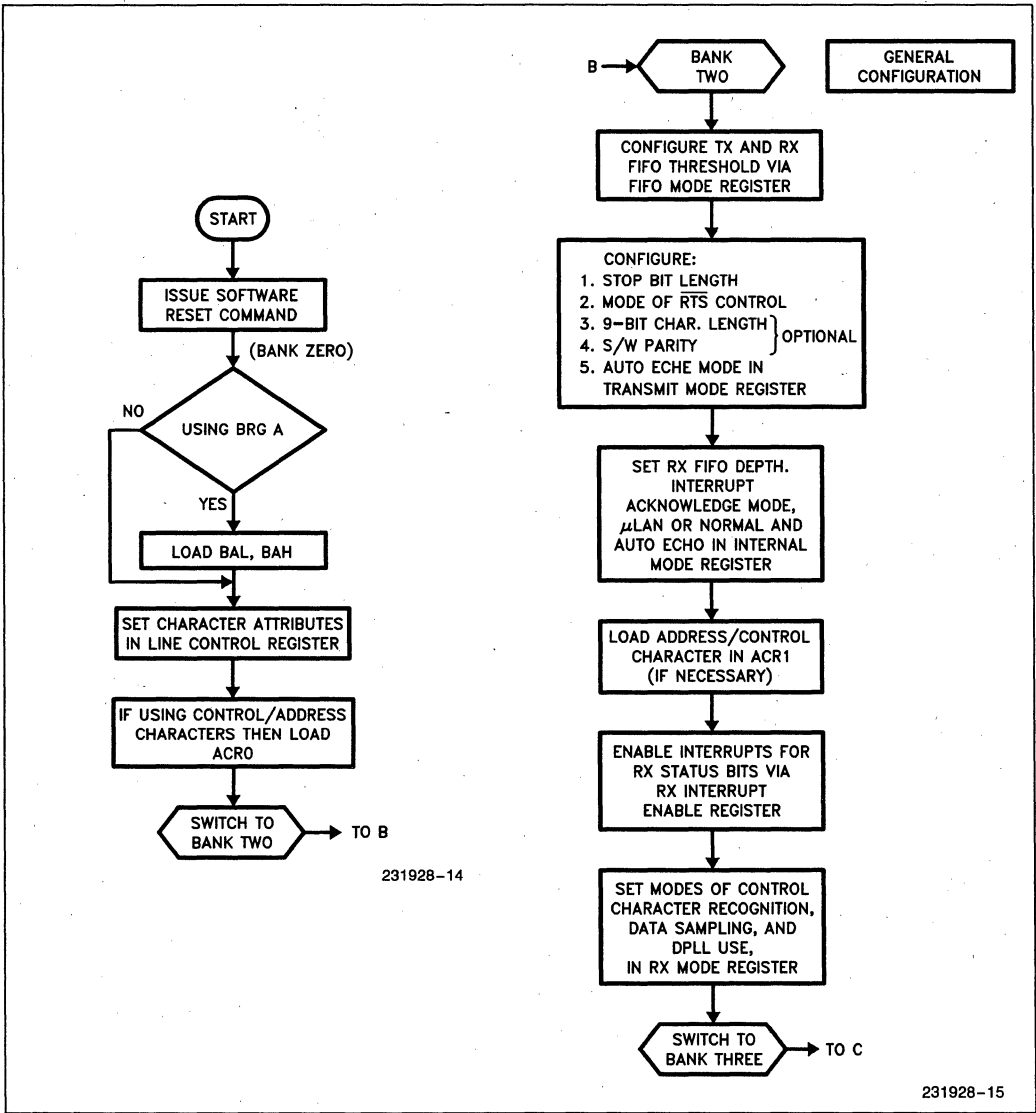 START
ISSUE SOFTWARE
RESET COMMAND
(BANK ZERO)
NO
USING BRG A
YES
LOAD BAL, BAH
SET CHARACTER ATTRIBUTES
IN LINE CONTROL REGISTER
IF USING CONTROL/ADDRESS
CHARACTERS THEN LOAD
ACR0
SWITCH TO
BANK TWO
TO B
231928-14
B
BANK
TWO
GENERAL
CONFIGURATION
CONFIGURE TX AND RX
FIFO THRESHOLD VIA
FIFO MODE REGISTER
CONFIGURE:
1. STOP BIT LENGTH
2. MODE OF R̅T̅S̅ CONTROL
3. 9-BIT CHAR. LENGTH
4. S/W PARITY
OPTIONAL
5. AUTO ECHE MODE IN
TRANSMIT MODE REGISTER
SET RX FIFO DEPTH.
INTERRUPT
ACKNOWLEDGE MODE,
μLAN OR NORMAL AND
AUTO ECHO IN INTERNAL
MODE REGISTER
LOAD ADDRESS/CONTROL
CHARACTER IN ACR1
(IF NECESSARY)
ENABLE INTERRUPTS FOR
RX STATUS BITS VIA
RX INTERRUPT
ENABLE REGISTER
SET MODES OF CONTROL
CHARACTER RECOGNITION,
DATA SAMPLING, AND
DPLL USE,
IN RX MODE REGISTER
SWITCH TO
BANK THREE
TO C
231928-15